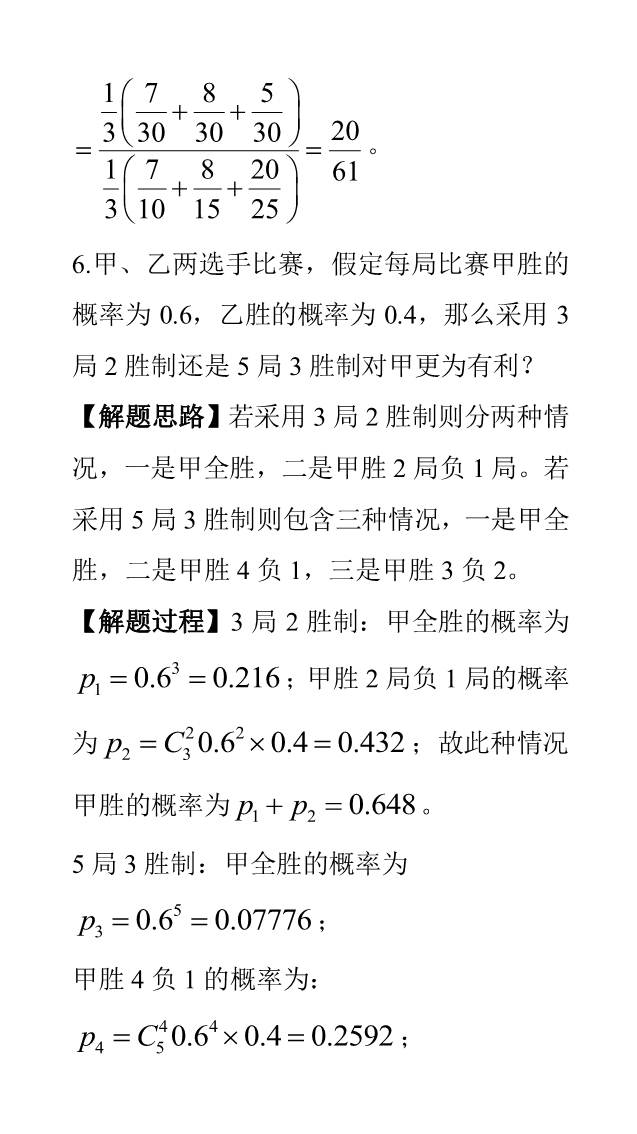 = \frac{\frac{1}{3}\left(\frac{7}{30}+\frac{8}{30}+\frac{5}{30}\right)}{\frac{1}{3}\left(\frac{7}{10}+\frac{8}{15}+\frac{20}{25}\right)} = \frac{20}{61}。
6.甲、乙两选手比赛，假定每局比赛甲胜的
概率为 0.6，乙胜的概率为 0.4，那么采用 3
局 2 胜制还是 5 局 3 胜制对甲更为有利？
【解题思路】若采用 3 局 2 胜制则分两种情
况，一是甲全胜，二是甲胜 2 局负 1 局。若
采用 5 局 3 胜制则包含三种情况，一是甲全
胜，二是甲胜 4 负 1，三是甲胜 3 负 2。
【解题过程】3 局 2 胜制：甲全胜的概率为
p_1 = 0.6^3 = 0.216；甲胜 2 局负 1 局的概率
为 p_2 = C_3^2 0.6^2 × 0.4 = 0.432；故此种情况
甲胜的概率为 p_1 + p_2 = 0.648。
5 局 3 胜制：甲全胜的概率为
p_3 = 0.6^5 = 0.07776；
甲胜 4 负 1 的概率为：
p_4 = C_5^4 0.6^4 × 0.4 = 0.2592；